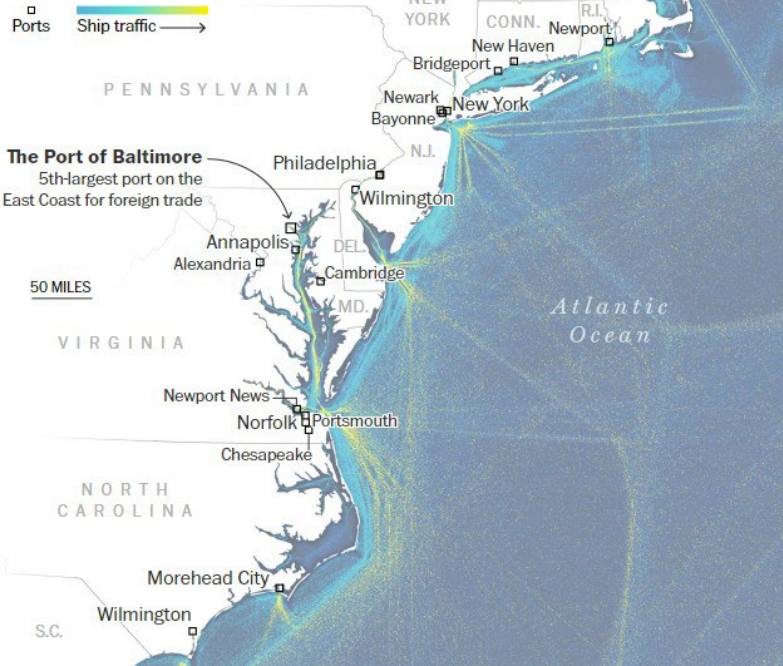 NEW
YORK
CONN.
R.I.
Ports
Ship traffic
Newport
New Haven
Bridgeport
PENNSYLVANIA
Newark
New York
Bayonne
N.J.
The Port of Baltimore
5th-largest port on the
East Coast for foreign trade
Philadelphia
Wilmington
Annapolis
DEL.
Alexandria
Cambridge
50 MILES
MD.
Atlantic
Ocean
VIRGINIA
Newport News
Norfolk
Portsmouth
Chesapeake
NORTH
CAROLINA
Morehead City
Wilmington
S.C.